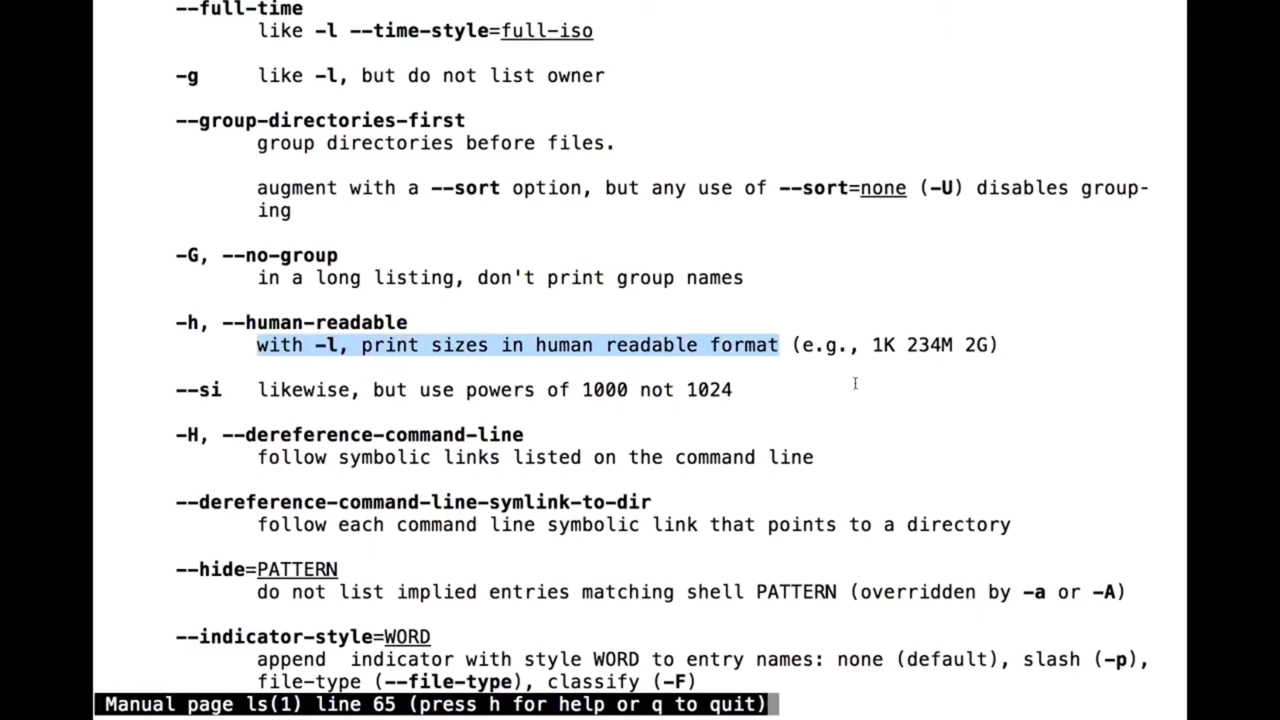 --full-time
like -l --time-style=full-iso
-g like -l, but do not list owner
--group-directories-first
group directories before files.
augment with a --sort option, but any use of --sort=none (-U) disables group-
ing
-G, --no-group
in a long listing, don't print group names
-h, --human-readable
with -l, print sizes in human readable format (e.g., 1K 234M 2G)
--si likewise, but use powers of 1000 not 1024
-H, --dereference-command-line
follow symbolic links listed on the command line
--dereference-command-line-symlink-to-dir
follow each command line symbolic link that points to a directory
--hide=PATTERN
do not list implied entries matching shell PATTERN (overridden by -a or -A)
--indicator-style=WORD
append  indicator with style WORD to entry names: none (default), slash (-p),
file-type (--file-type), classify (-F)
Manual page ls(1) line 65 (press h for help or q to quit)